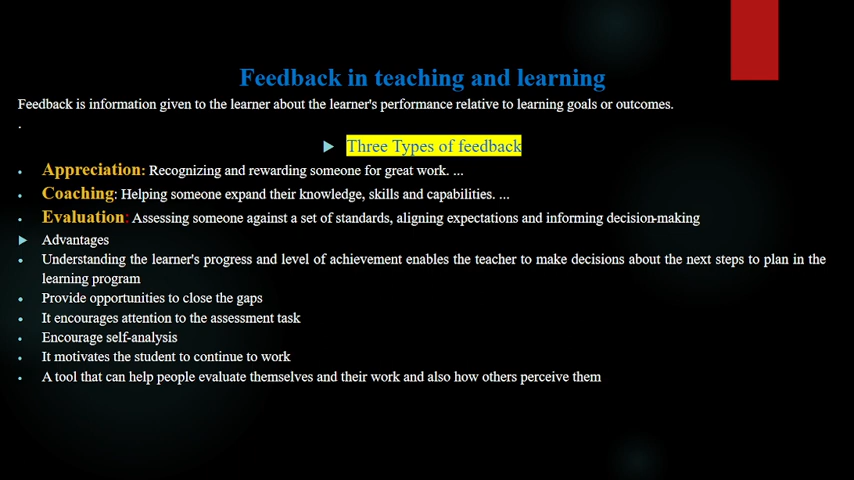 Feedback in teaching and learning
Feedback is information given to the learner about the learner's performance relative to learning goals or outcomes.
.
Three Types of feedback
Appreciation: Recognizing and rewarding someone for great work. ...
Coaching: Helping someone expand their knowledge, skills and capabilities. ...
Evaluation: Assessing someone against a set of standards, aligning expectations and informing decision-making
Advantages
Understanding the learner's progress and level of achievement enables the teacher to make decisions about the next steps to plan in the
learning program
Provide opportunities to close the gaps
It encourages attention to the assessment task
Encourage self-analysis
It motivates the student to continue to work
A tool that can help people evaluate themselves and their work and also how others perceive them